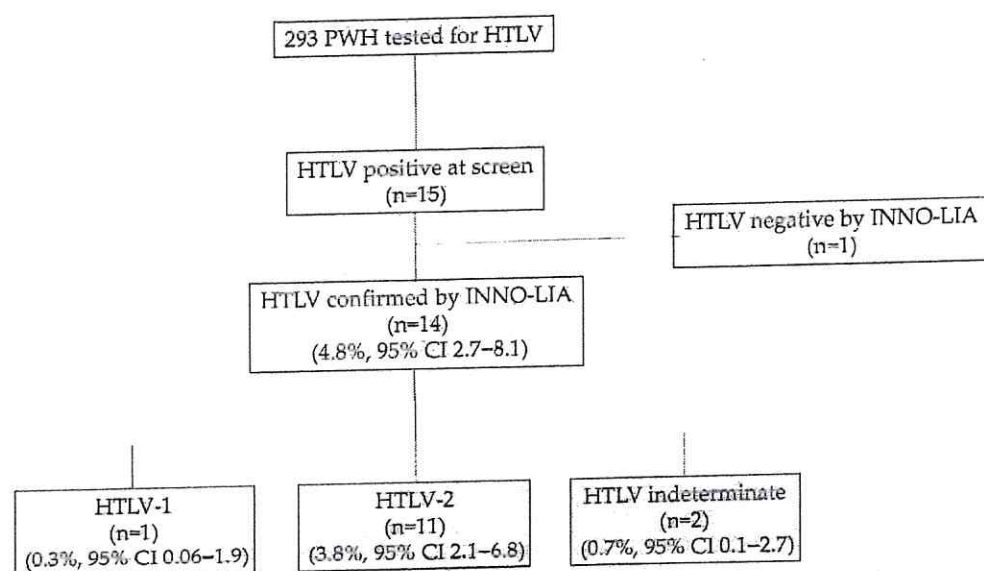 293 PWH tested for HTLV
HTLV positive at screen
(n=15)
HTLV negative by INNO-LIA
(n=1)
HTLV confirmed by INNO-LIA
(n=14)
(4.8%, 95% CI 2.7–8.1)
HTLV-1
(n=1)
(0.3%, 95% CI 0.06–1.9)
HTLV-2
(n=11)
(3.8%, 95% CI 2.1–6.8)
HTLV indeterminate
(n=2)
(0.7%, 95% CI 0.1–2.7)